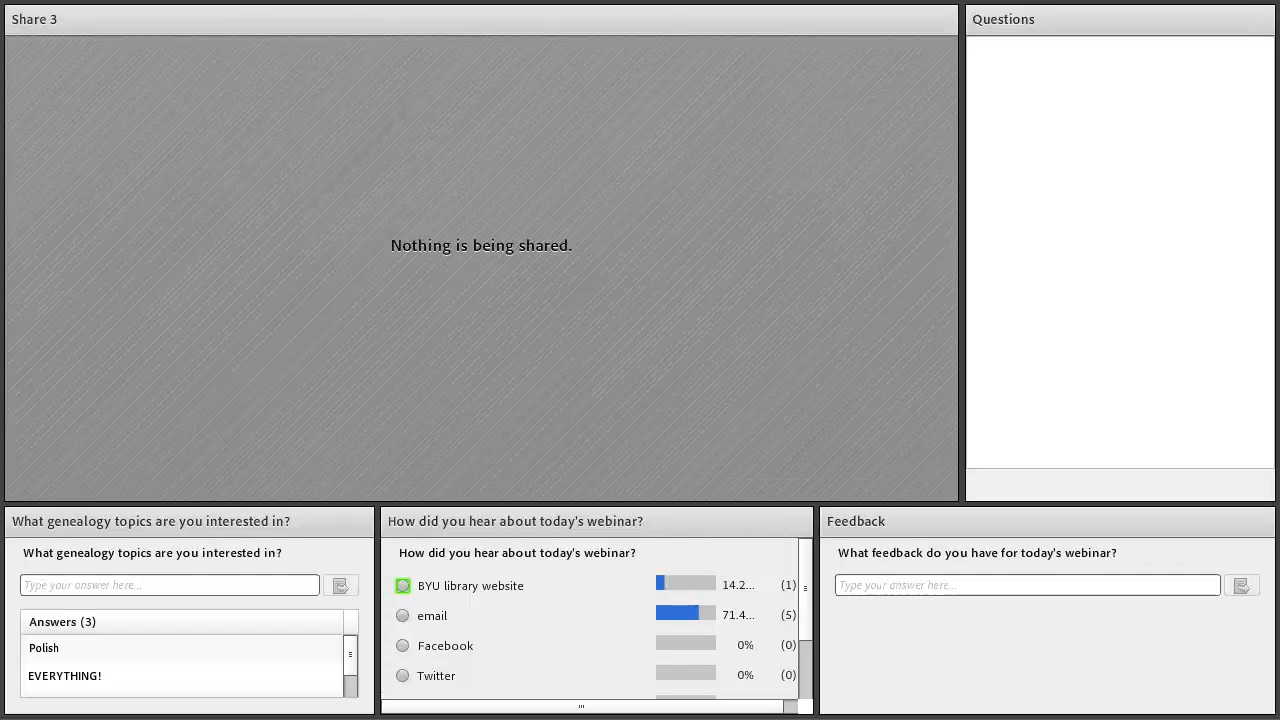 Share 3
Questions
Nothing is being shared.
What genealogy topics are you interested in?
What genealogy topics are you interested in?
Type your answer here...
Answers (3)
Polish
EVERYTHING!
How did you hear about today's webinar?
How did you hear about today's webinar?
BYU library website 14.2... (1)
email 71.4... (5)
Facebook 0% (0)
Twitter 0% (0)
Feedback
What feedback do you have for today's webinar?
Type your answer here...